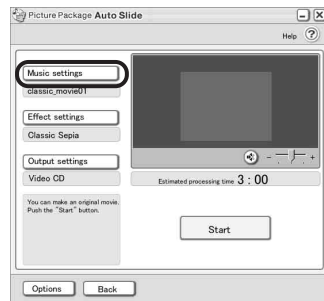 Picture Package Auto Slide
Help ?
Music settings
classic_movie01
Effect settings
Classic Sepia
Output settings
Video CD
Estimated processing time 3 : 00
You can make an original movie.
Push the "Start" button.
Start
Options Back